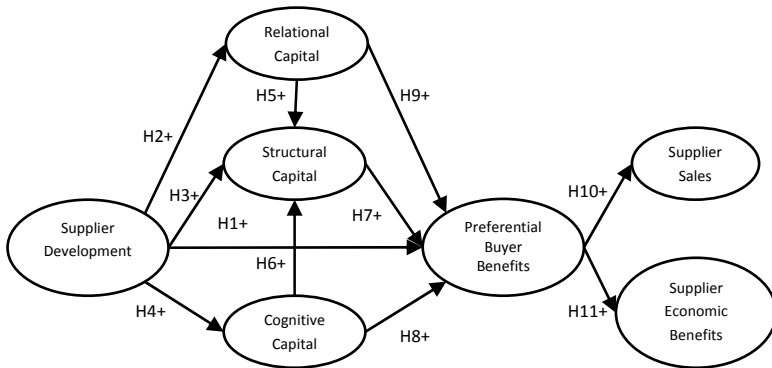 Relational
Capital
H5+
H9+
H2+
Structural
Capital
Supplier
Sales
H10+
H3+
H7+
H1+
Supplier
Development
Preferential
Buyer
Benefits
H6+
Supplier
Economic
Benefits
H4+
Cognitive
Capital
H8+
H11+